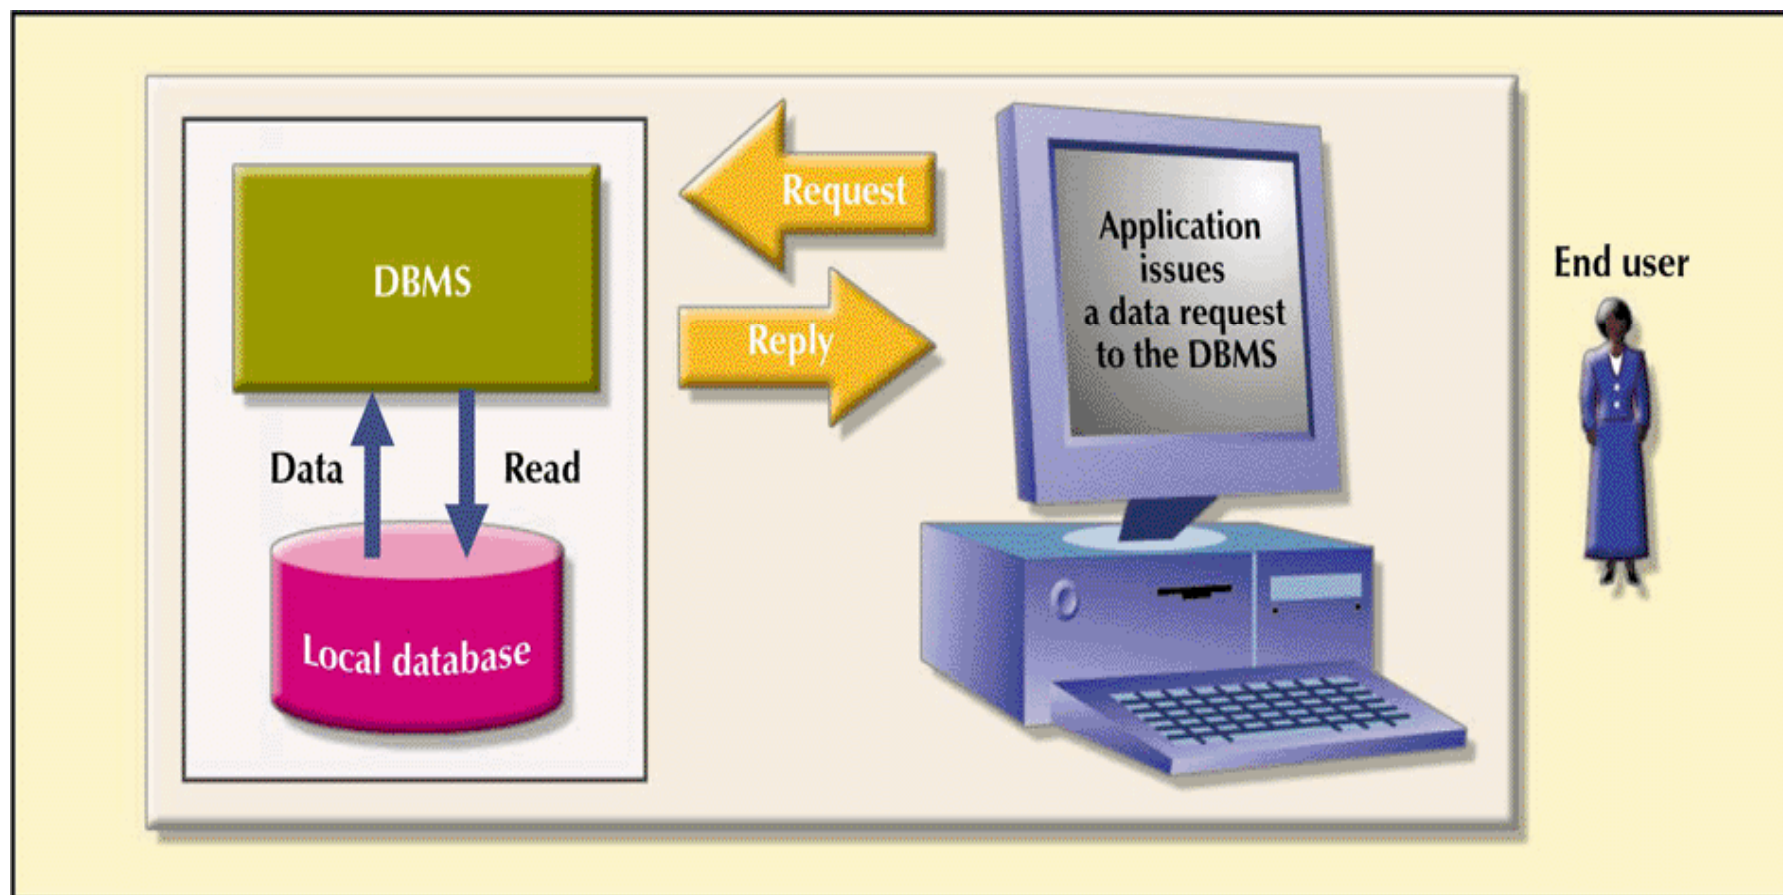 DBMS
Data
Read
Local database
Request
Reply
Application
issues
a data request
to the DBMS
End user